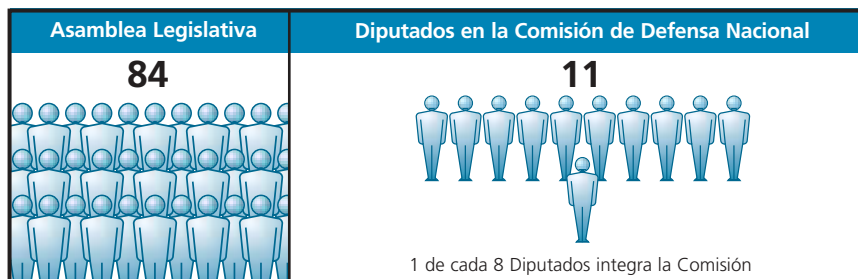 Asamblea Legislativa
Diputados en la Comisión de Defensa Nacional
84
11
1 de cada 8 Diputados integra la Comisión